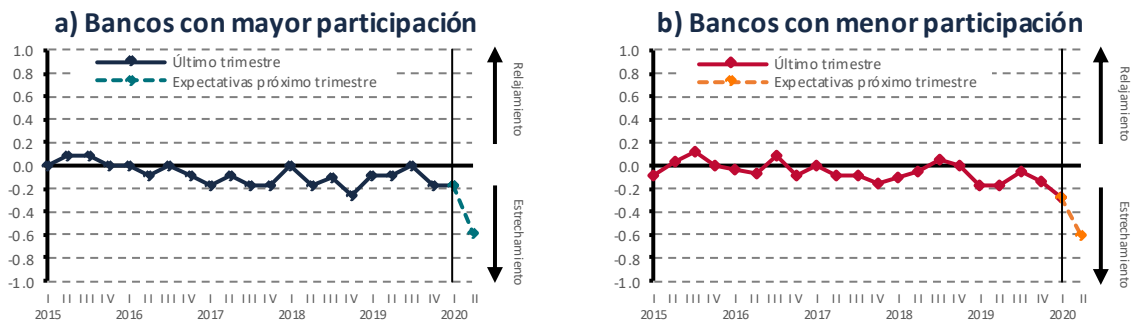 a) Bancos con mayor participación
1.0
0.8
0.6
0.4
0.2
0.0
-0.2
-0.4
-0.6
-0.8
-1.0
Último trimestre
Expectativas próximo trimestre
Relajamiento
Estrechamiento
I II III IV I II III IV I II III IV I II III IV I II III IV I II
2015 2016 2017 2018 2019 2020
b) Bancos con menor participación
1.0
0.8
0.6
0.4
0.2
0.0
-0.2
-0.4
-0.6
-0.8
-1.0
Último trimestre
Expectativas próximo trimestre
Relajamiento
Estrechamiento
I II III IV I II III IV I II III IV I II III IV I II III IV I II
2015 2016 2017 2018 2019 2020